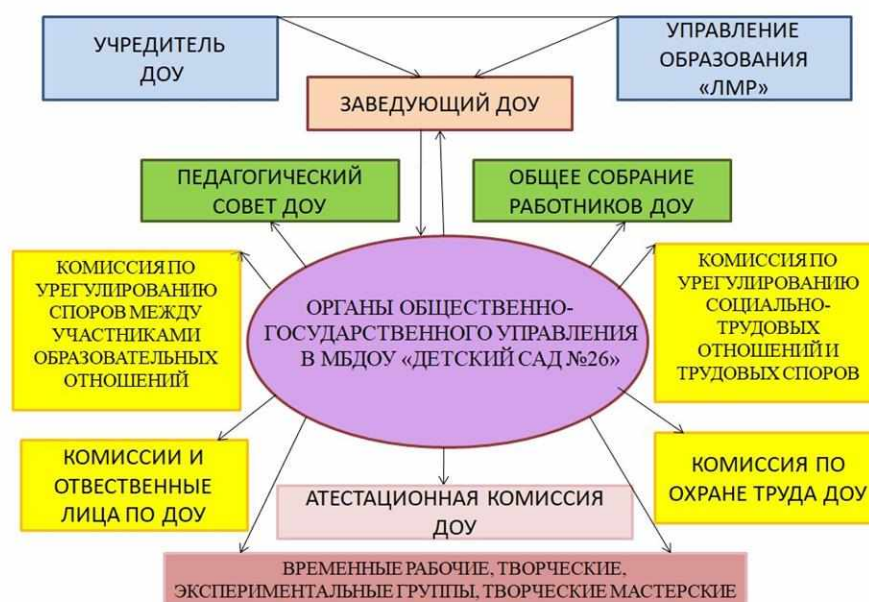 УЧРЕДИТЕЛЬ
ДОУ
УПРАВЛЕНИЕ
ОБРАЗОВАНИЯ
«ЛМР»
ЗАВЕДУЮЩИЙ ДОУ
ПЕДАГОГИЧЕСКИЙ
СОВЕТ ДОУ
ОБЩЕЕ СОБРАНИЕ
РАБОТНИКОВ ДОУ
КОМИССИЯ ПО
УРЕГУЛИРОВАНИЮ
СПОРОВ МЕЖДУ
УЧАСТНИКАМИ
ОБРАЗОВАТЕЛЬНЫХ
ОТНОШЕНИЙ
ОРГАНЫ ОБЩЕСТВЕННО-
ГОСУДАРСТВЕННОГО УПРАВЛЕНИЯ
В МБДОУ «ДЕТСКИЙ САД №26»
КОМИССИЯ ПО
УРЕГУЛИРОВАНИЮ
СОЦИАЛЬНО-
ТРУДОВЫХ
ОТНОШЕНИЙ И
ТРУДОВЫХ СПОРОВ
КОМИССИИ И
ОТВЕСТВЕННЫЕ
ЛИЦА ПО ДОУ
АТЕСТАЦИОННАЯ КОМИССИЯ
ДОУ
КОМИССИЯ ПО
ОХРАНЕ ТРУДА ДОУ
ВРЕМЕННЫЕ РАБОЧИЕ, ТВОРЧЕСКИЕ,
ЭКСПЕРИМЕНТАЛЬНЫЕ ГРУППЫ, ТВОРЧЕСКИЕ МАСТЕРСКИЕ